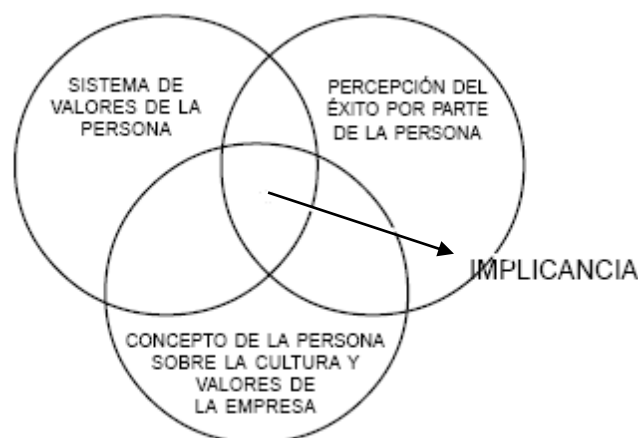 SISTEMA DE
VALORES DE LA
PERSONA
PERCEPCIÓN DEL
ÉXITO POR PARTE
DE LA PERSONA
IMPLICANCIA
CONCEPTO DE LA PERSONA
SOBRE LA CULTURA Y
VALORES DE
LA EMPRESA